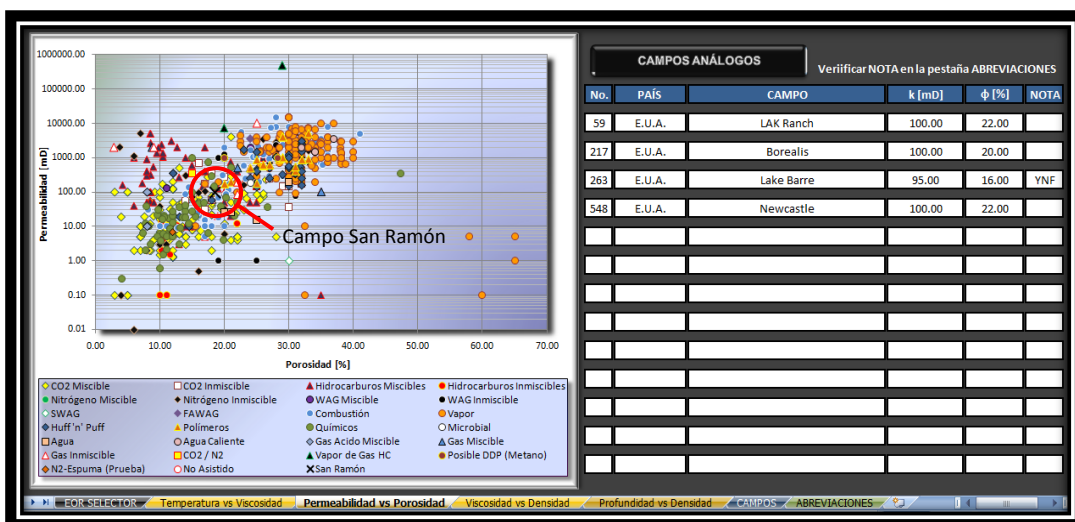 1000000.00
100000.00
10000.00
1000.00
100.00
10.00
1.00
0.10
0.01
Permeabilidad [mD]
0.00 10.00 20.00 30.00 40.00 50.00 60.00 70.00
Porosidad [%]
Campo San Ramón
CO2 Miscible CO2 Inmiscible Hidrocarburos Miscibles Hidrocarburos Inmiscibles
Nitrógeno Miscible Nitrógeno Inmiscible WAG Miscible WAG Inmiscible
SWAG FAWAG Combustión Vapor
Huff'n' Puff Polímeros Químicos Microbial
Agua Agua Caliente Gas Acido Miscible Gas Miscible
Gas Inmiscible CO2 / N2 Vapor de Gas HC Posible DDP (Metano)
N2-Espuma (Prueba) No Asistido San Ramón
CAMPOS ANÁLOGOS
Veriificar NOTA en la pestaña ABREVIACIONES
No. PAÍS CAMPO k [mD] ϕ [%] NOTA
59 E.U.A. LAK Ranch 100.00 22.00
217 E.U.A. Borealis 100.00 20.00
263 E.U.A. Lake Barre 95.00 16.00 YNF
548 E.U.A. Newcastle 100.00 22.00
EOR SELECTOR Temperatura vs Viscosidad Permeabilidad vs Porosidad Viscosidad vs Densidad Profundidad vs Densidad CAMPOS ABREVIACIONES